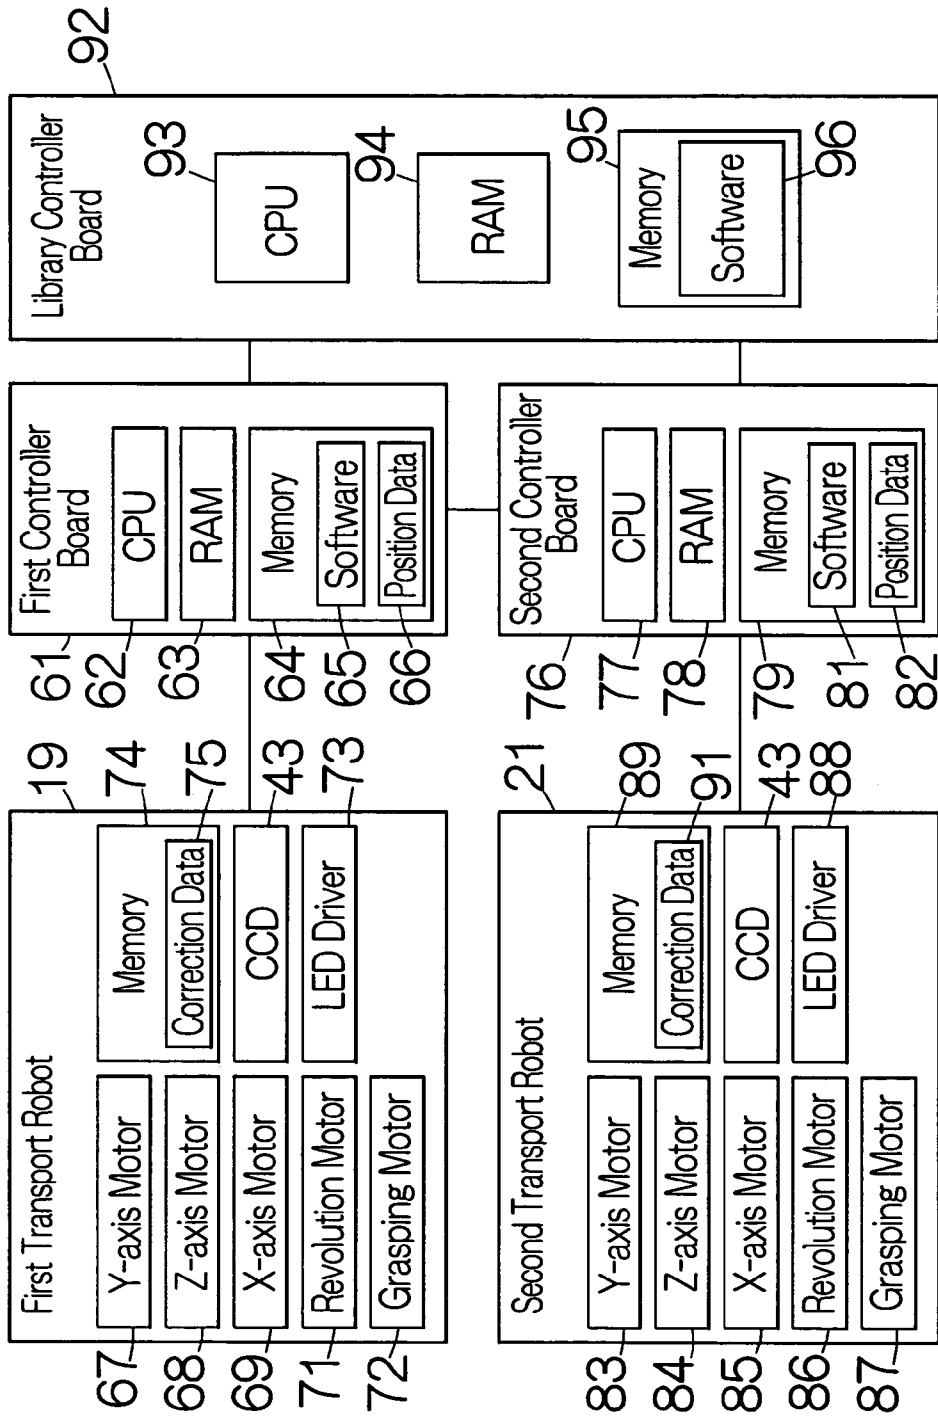 First Transport Robot
19
Y-axis Motor
67
Z-axis Motor
68
X-axis Motor
69
Revolution Motor
71
Grasping Motor
72
Memory
74
Correction Data
75
CCD
43
LED Driver
73
First Controller
Board
61
CPU
62
RAM
63
Memory
64
Software
65
Position Data
66
Second Transport Robot
21
Y-axis Motor
83
Z-axis Motor
84
X-axis Motor
85
Revolution Motor
86
Grasping Motor
87
Memory
89
Correction Data
91
CCD
43
LED Driver
88
Second Controller
Board
76
CPU
77
RAM
78
Memory
79
Software
81
Position Data
82
Library Controller
Board
92
CPU
93
RAM
94
Memory
95
Software
96